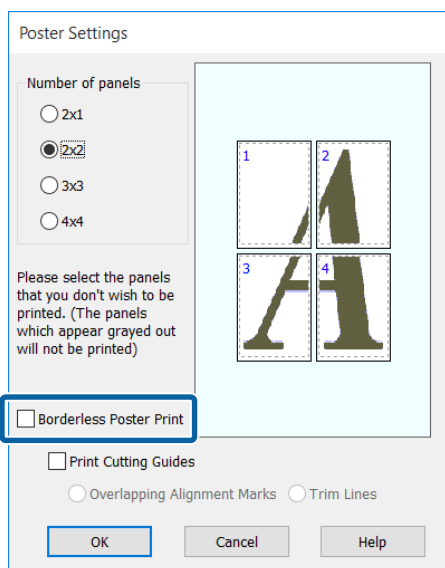 Poster Settings
Number of panels
2x1
2x2
3x3
4x4
1
2
3
4
Please select the panels
that you don't wish to be
printed. (The panels
which appear grayed out
will not be printed)
Borderless Poster Print
Print Cutting Guides
Overlapping Alignment Marks Trim Lines
OK Cancel Help